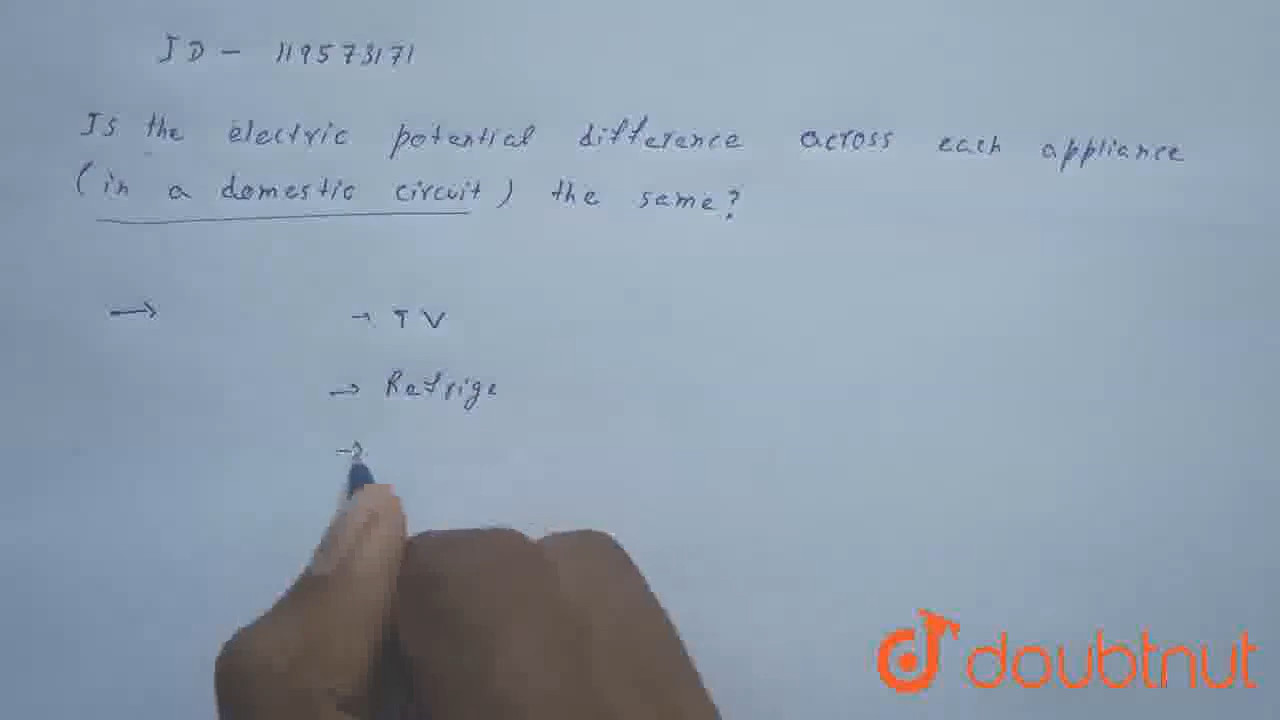 ID - 119573171
Is the electric potential difference across each appliance
(in a domestic circuit) the same?
→ → TV
→ Refrige
→
doubtnut